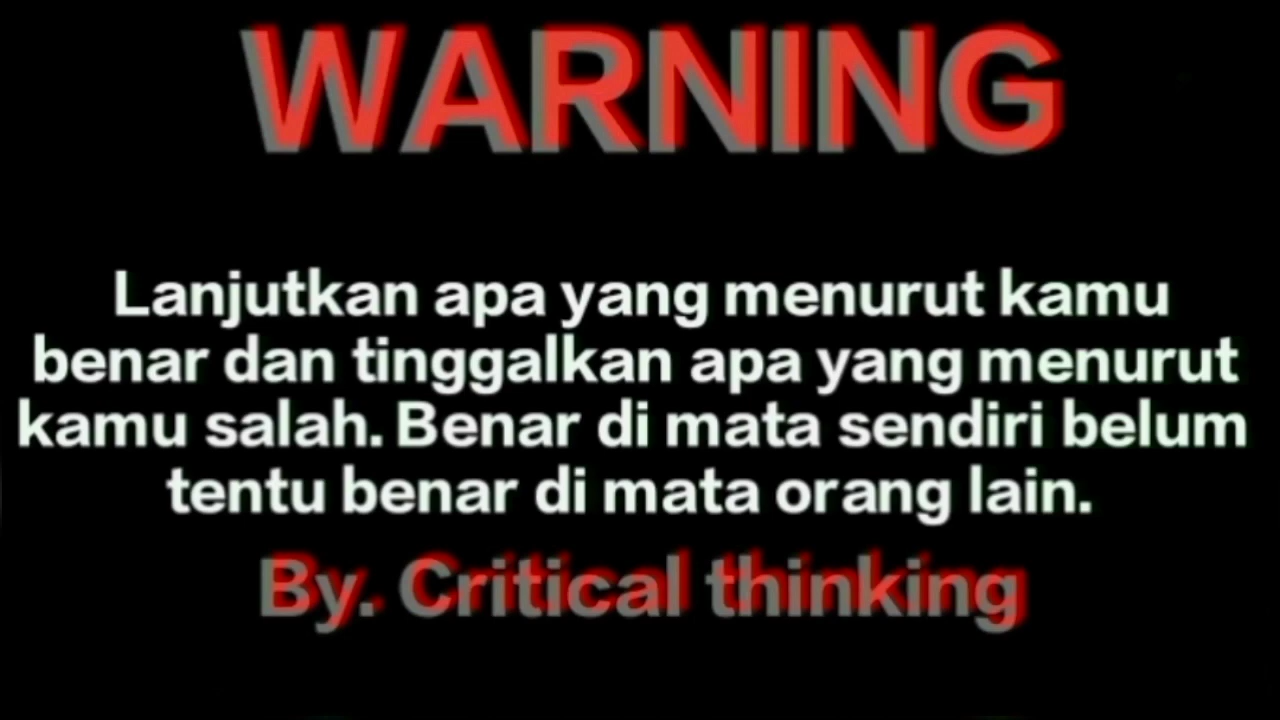 WARNING
Lanjutkan apa yang menurut kamu
benar dan tinggalkan apa yang menurut
kamu salah. Benar di mata sendiri belum
tentu benar di mata orang lain.
By. Critical thinking